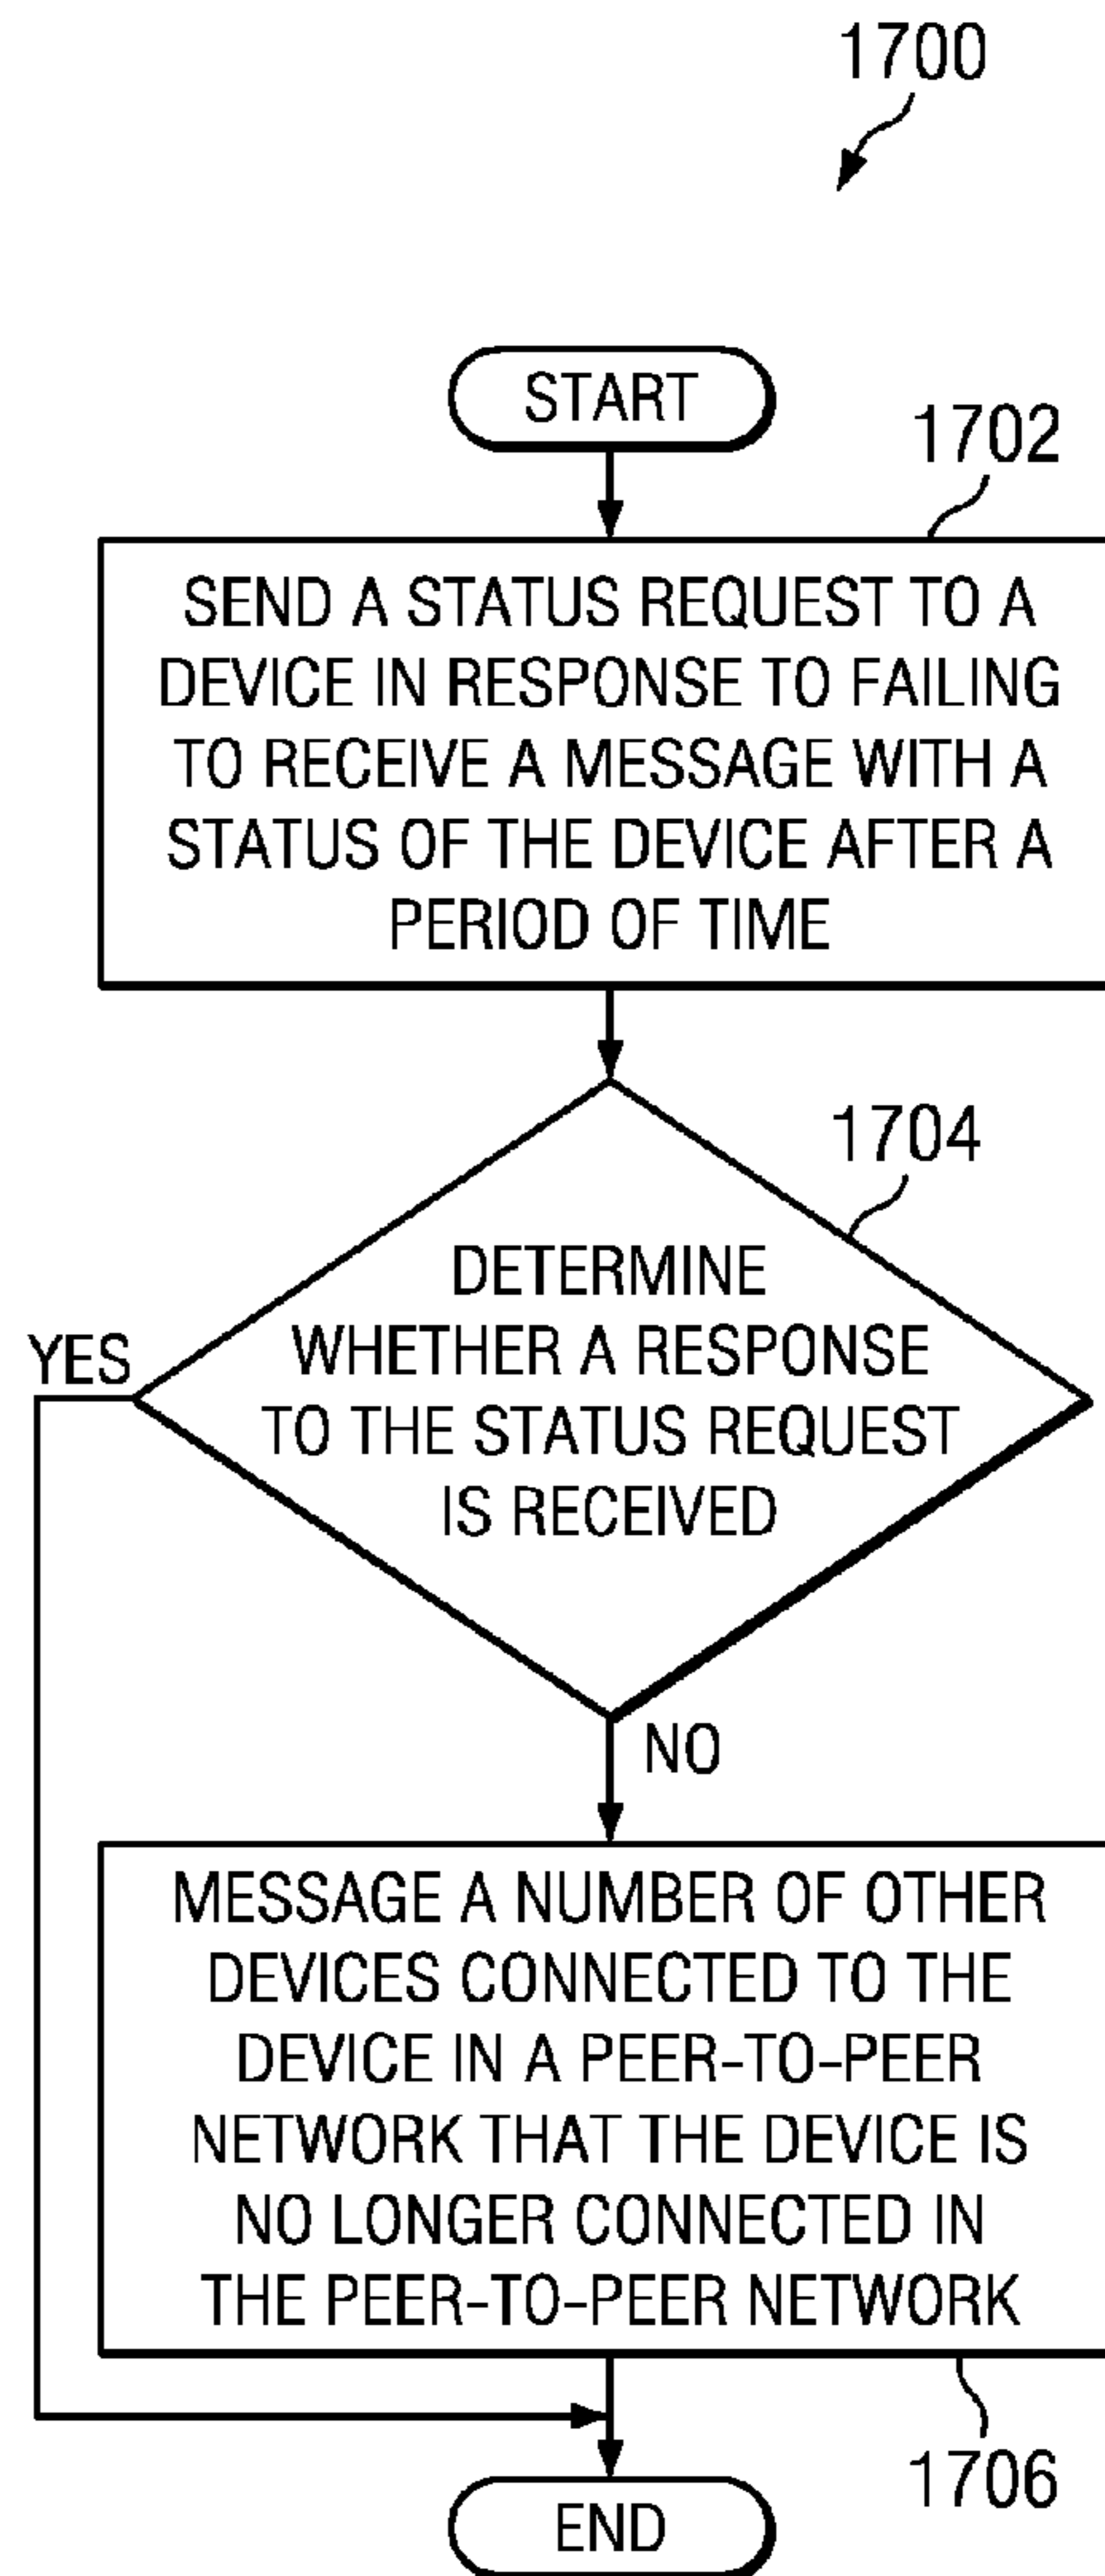 1700
START
1702
SEND A STATUS REQUEST TO A
DEVICE IN RESPONSE TO FAILING
TO RECEIVE A MESSAGE WITH A
STATUS OF THE DEVICE AFTER A
PERIOD OF TIME
1704
DETERMINE
WHETHER A RESPONSE
TO THE STATUS REQUEST
IS RECEIVED
YES
NO
MESSAGE A NUMBER OF OTHER
DEVICES CONNECTED TO THE
DEVICE IN A PEER-TO-PEER
NETWORK THAT THE DEVICE IS
NO LONGER CONNECTED IN
THE PEER-TO-PEER NETWORK
1706
END